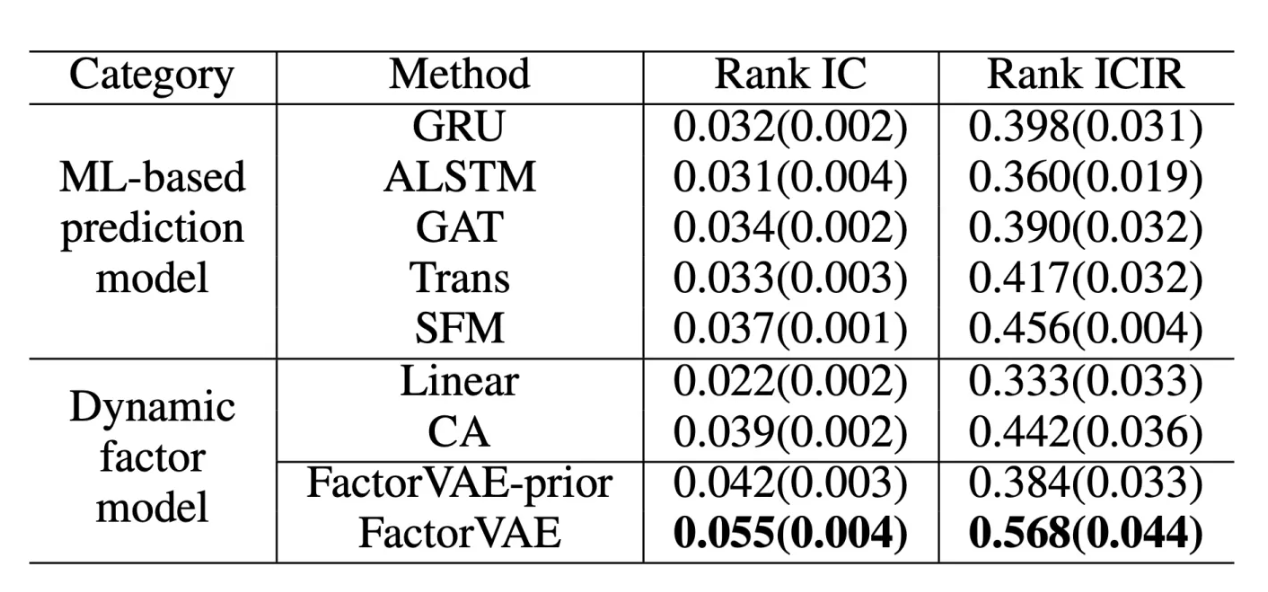 Category Method Rank IC Rank ICIR
ML-based prediction model
GRU 0.032(0.002) 0.398(0.031)
ALSTM 0.031(0.004) 0.360(0.019)
GAT 0.034(0.002) 0.390(0.032)
Trans 0.033(0.003) 0.417(0.032)
SFM 0.037(0.001) 0.456(0.004)
Dynamic factor model
Linear 0.022(0.002) 0.333(0.033)
CA 0.039(0.002) 0.442(0.036)
FactorVAE-prior 0.042(0.003) 0.384(0.033)
FactorVAE 0.055(0.004) 0.568(0.044)